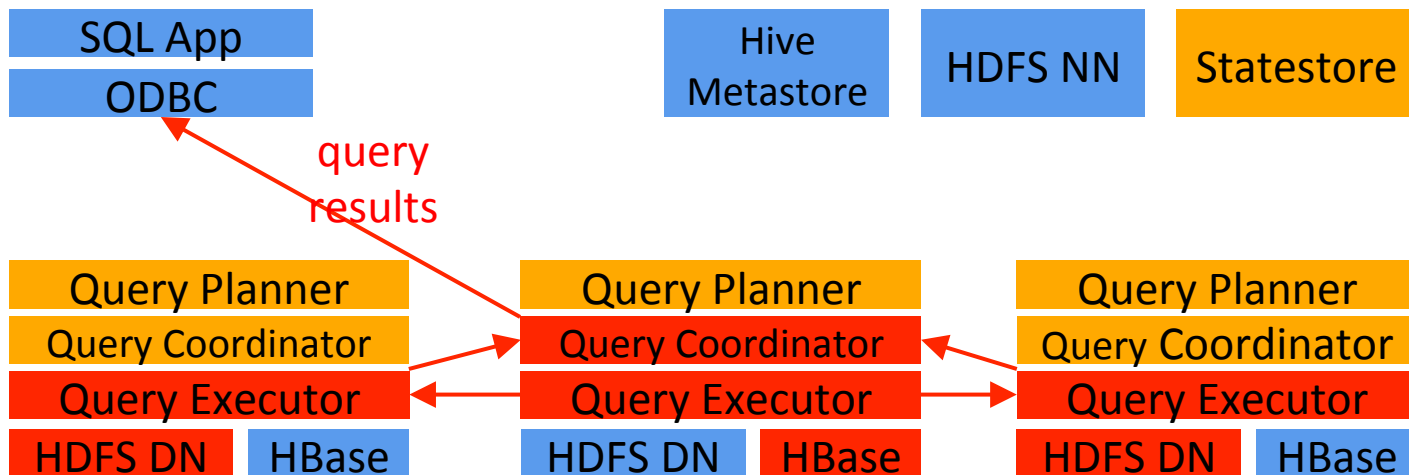 SQL App
ODBC
Hive
Metastore
HDFS NN
Statestore
query
results
Query Planner
Query Coordinator
Query Executor
HDFS DN
HBase
Query Planner
Query Coordinator
Query Executor
HDFS DN
HBase
Query Planner
Query Coordinator
Query Executor
HDFS DN
HBase